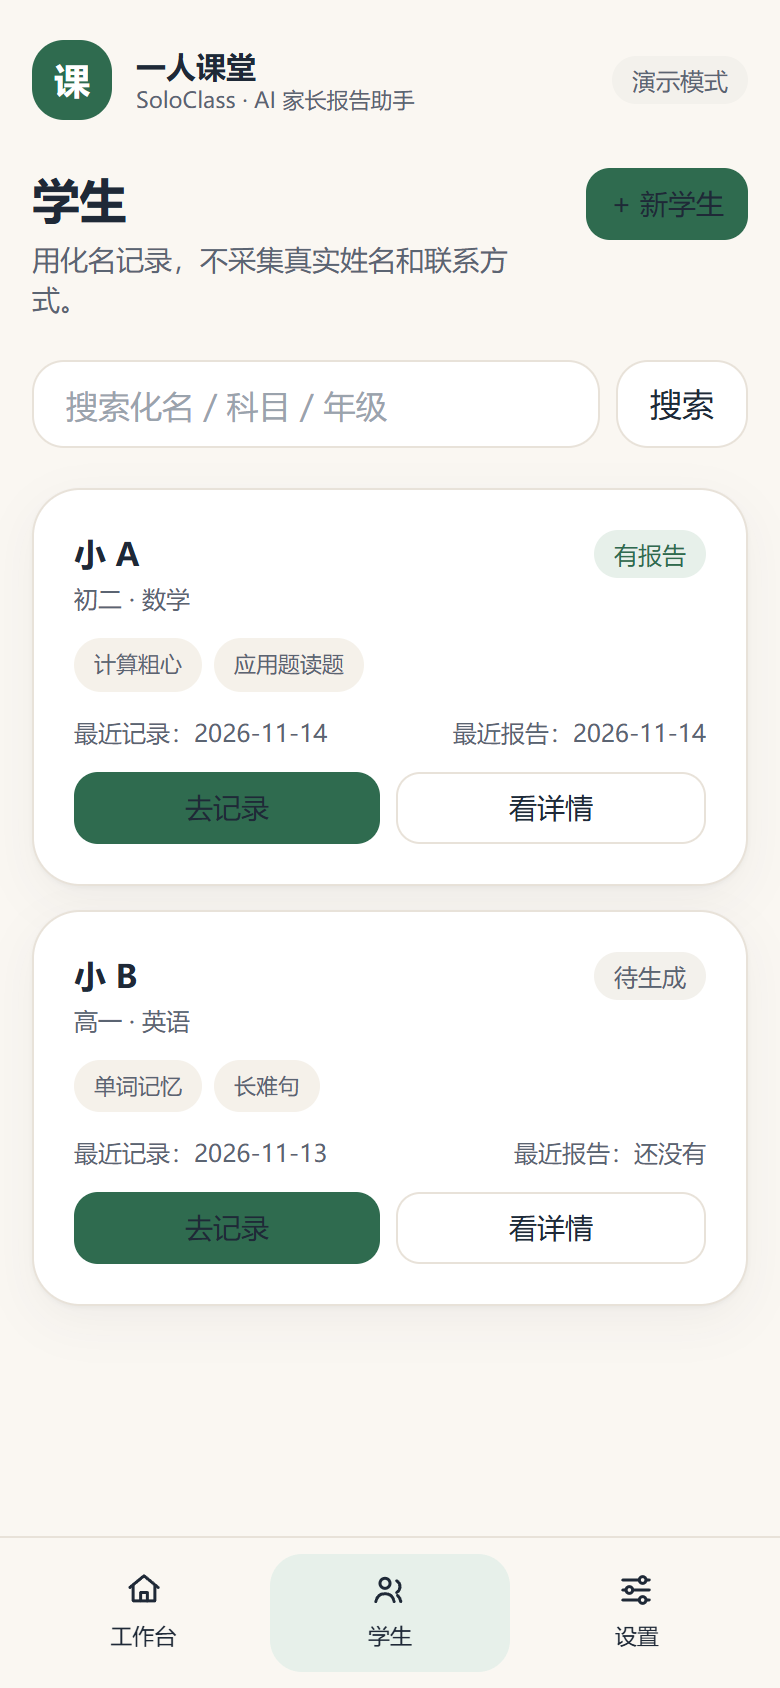 课
一人课堂
SoloClass · AI 家长报告助手
演示模式
学生
+ 新学生
用化名记录，不采集真实姓名和联系方
式。
搜索化名 / 科目 / 年级
搜索
小 A
有报告
初二 · 数学
计算粗心
应用题读题
最近记录：2026-11-14
最近报告：2026-11-14
去记录
看详情
小 B
待生成
高一 · 英语
单词记忆
长难句
最近记录：2026-11-13
最近报告：还没有
去记录
看详情
工作台
学生
设置